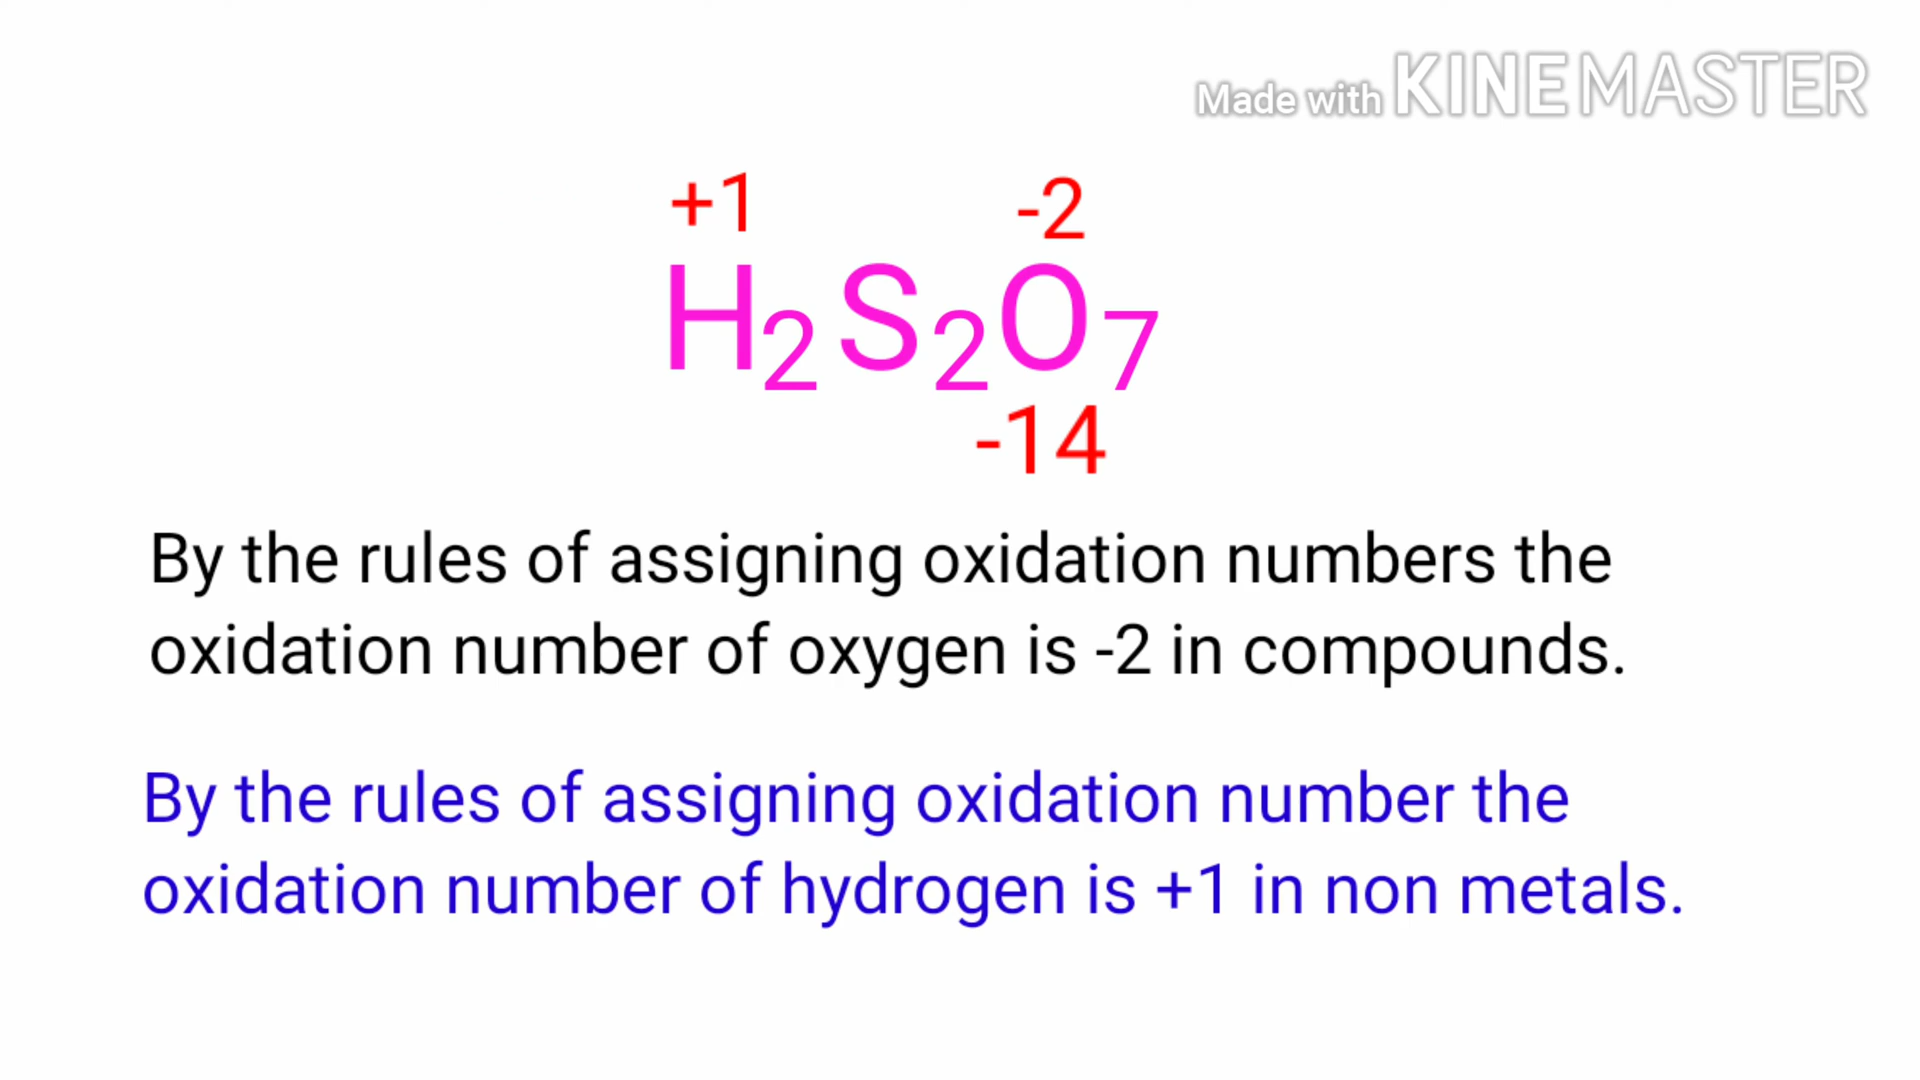 Made with KINEMASTER
+1 -2
H2S2O7
-14
By the rules of assigning oxidation numbers the
oxidation number of oxygen is -2 in compounds.
By the rules of assigning oxidation number the
oxidation number of hydrogen is +1 in non metals.